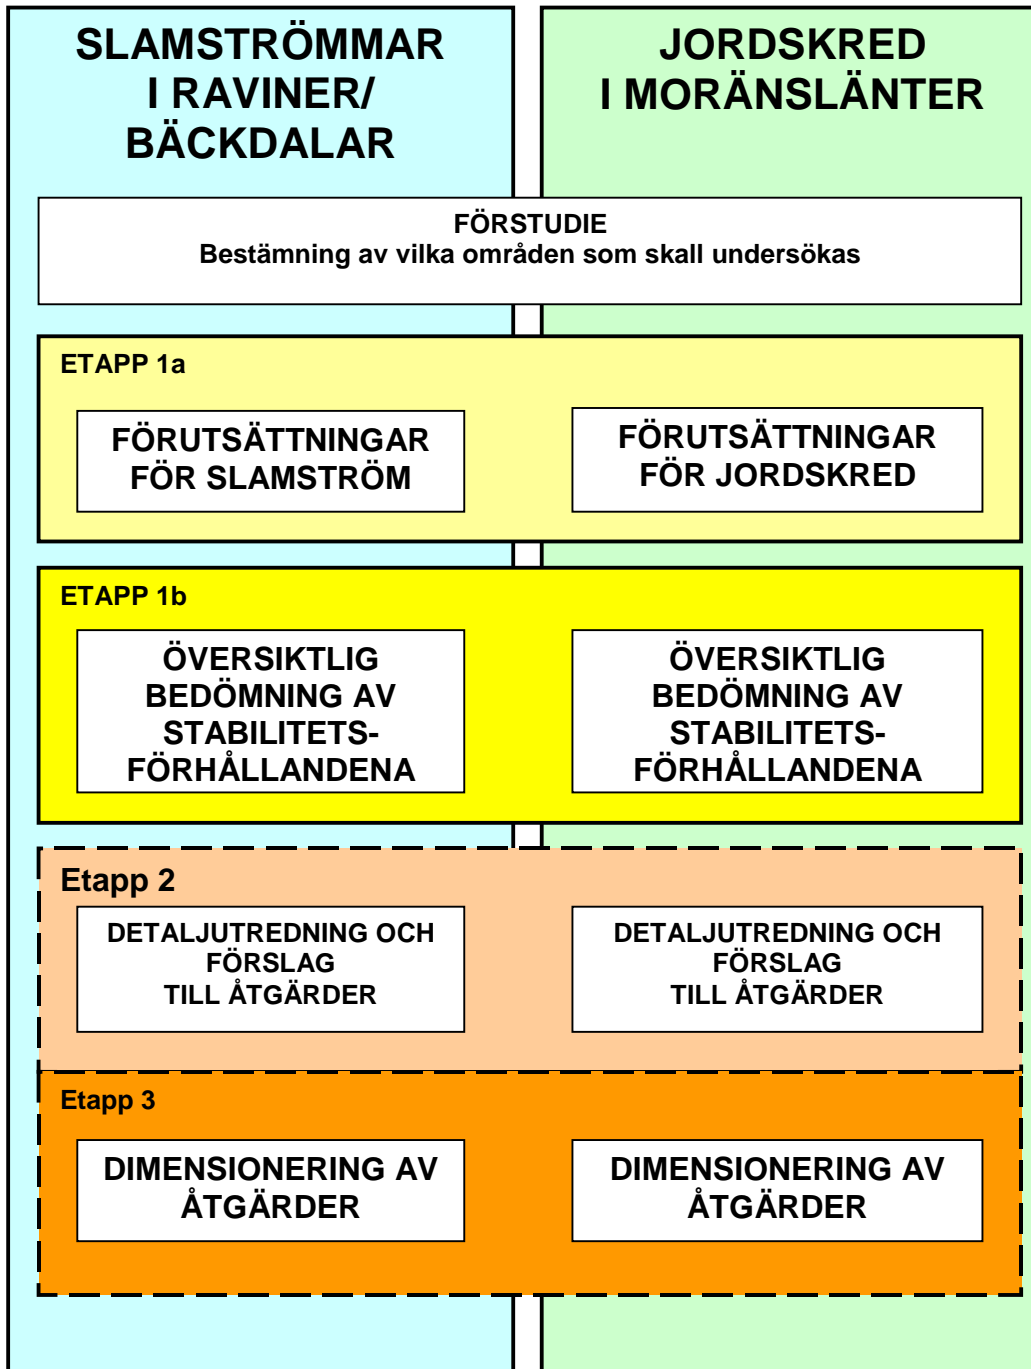 SLAMSTRÖMMAR
I RAVINER/
BÄCKDALAR
JORDSKRED
I MORÄNSLÄNTER
FÖRSTUDIE
Bestämning av vilka områden som skall undersökas
ETAPP 1a
FÖRUTSÄTTNINGAR
FÖR SLAMSTRÖM
FÖRUTSÄTTNINGAR
FÖR JORDSKRED
ETAPP 1b
ÖVERSIKTLIG
BEDÖMNING AV
STABILITETS-
FÖRHÅLLANDENA
ÖVERSIKTLIG
BEDÖMNING AV
STABILITETS-
FÖRHÅLLANDENA
Etapp 2
DETALJUTREDNING OCH
FÖRSLAG
TILL ÅTGÄRDER
DETALJUTREDNING OCH
FÖRSLAG
TILL ÅTGÄRDER
Etapp 3
DIMENSIONERING AV
ÅTGÄRDER
DIMENSIONERING AV
ÅTGÄRDER